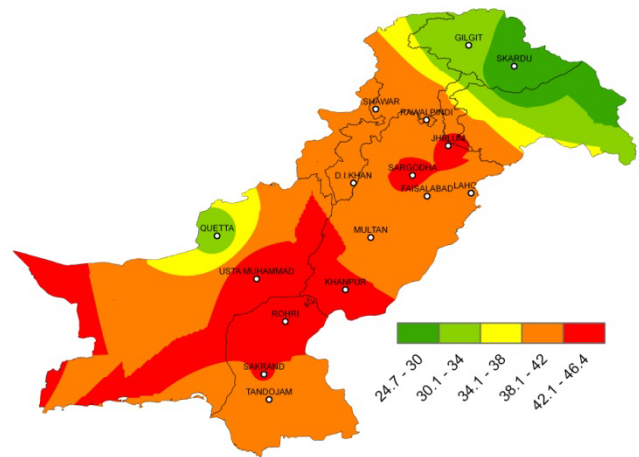 GILGIT
SKARDU
SHAWAR
RAWALPINDI
JHELUM
SARGODHA
D.I.KHAN
FAISALABAD
LAHO
QUETTA
MULTAN
USTA MUHAMMAD
KHANPUR
ROHRI
SAKRAND
TANDOJAM
24.7 - 30
30.1 - 34
34.1 - 38
38.1 - 42
42.1 - 46.4